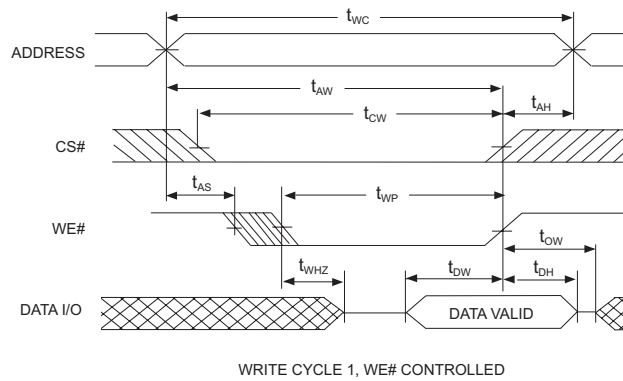 tWC
ADDRESS
tAW
tCW
tAH
CS#
tAS
tWP
WE#
tOW
tWHZ
tDW
tDH
DATA I/O
DATA VALID
WRITE CYCLE 1, WE# CONTROLLED